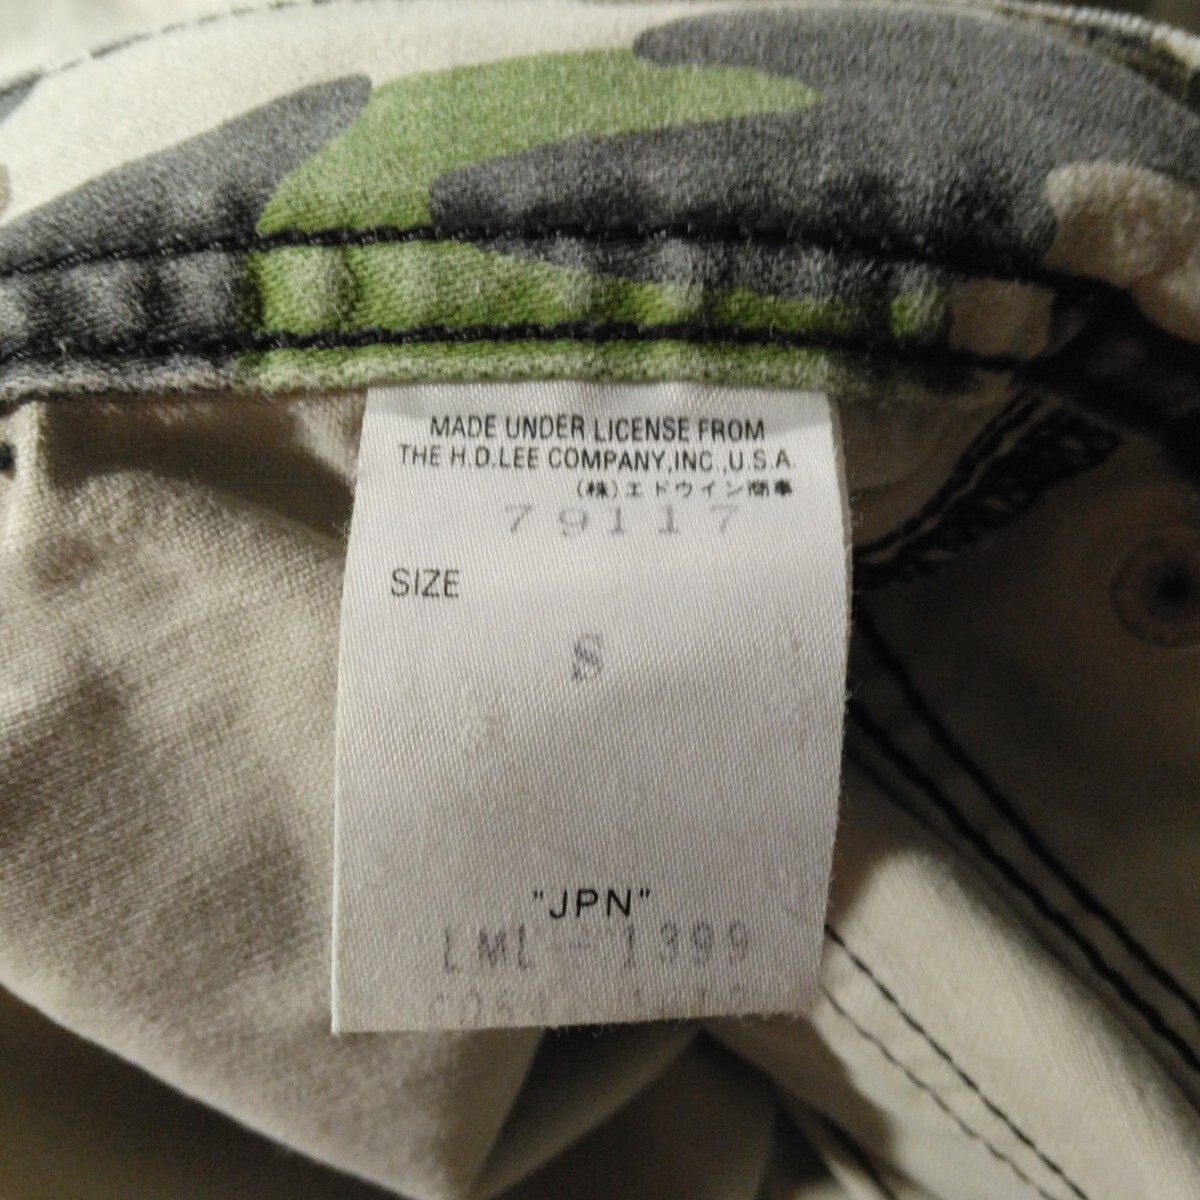 MADE UNDER LICENSE FROM
THE H.D.LEE COMPANY,INC.,U.S.A.
(株)エドウイン商事
79117
SIZE
S
"JPN"
LML-1399